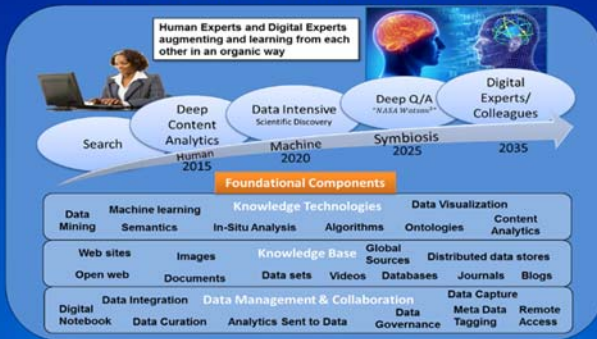 Human Experts and Digital Experts
augmenting and learning from each
other in an organic way
Search
Deep
Content
Analytics
Data Intensive
Scientific Discovery
Deep Q/A
"NASA Watson"
Digital
Experts/
Colleagues
Human
2015
Machine
2020
Symbiosis
2025
2035
Foundational Components
Knowledge Technologies
Data
Mining
Machine learning
Semantics
In-Situ Analysis
Algorithms
Data Visualization
Ontologies
Content
Analytics
Knowledge Base
Web sites
Images
Global
Sources
Distributed data stores
Open web
Documents
Data sets
Videos
Databases
Journals
Blogs
Data Management & Collaboration
Digital
Notebook
Data Integration
Data Curation
Analytics Sent to Data
Data
Governance
Data Capture
Meta Data
Tagging
Remote
Access